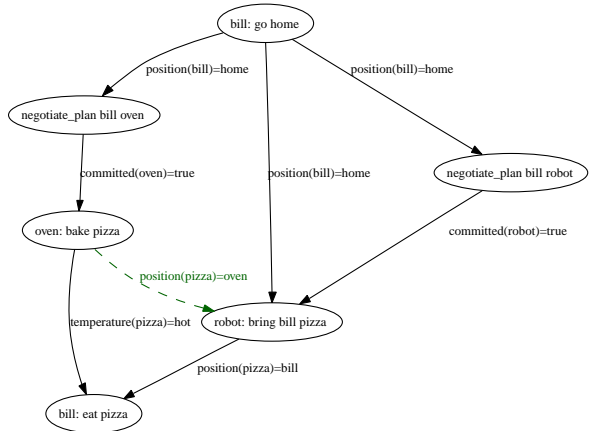 bill: go home
position(bill)=home
position(bill)=home
negotiate_plan bill oven
committed(oven)=true
position(bill)=home
negotiate_plan bill robot
oven: bake pizza
committed(robot)=true
position(pizza)=oven
temperature(pizza)=hot
robot: bring bill pizza
position(pizza)=bill
bill: eat pizza